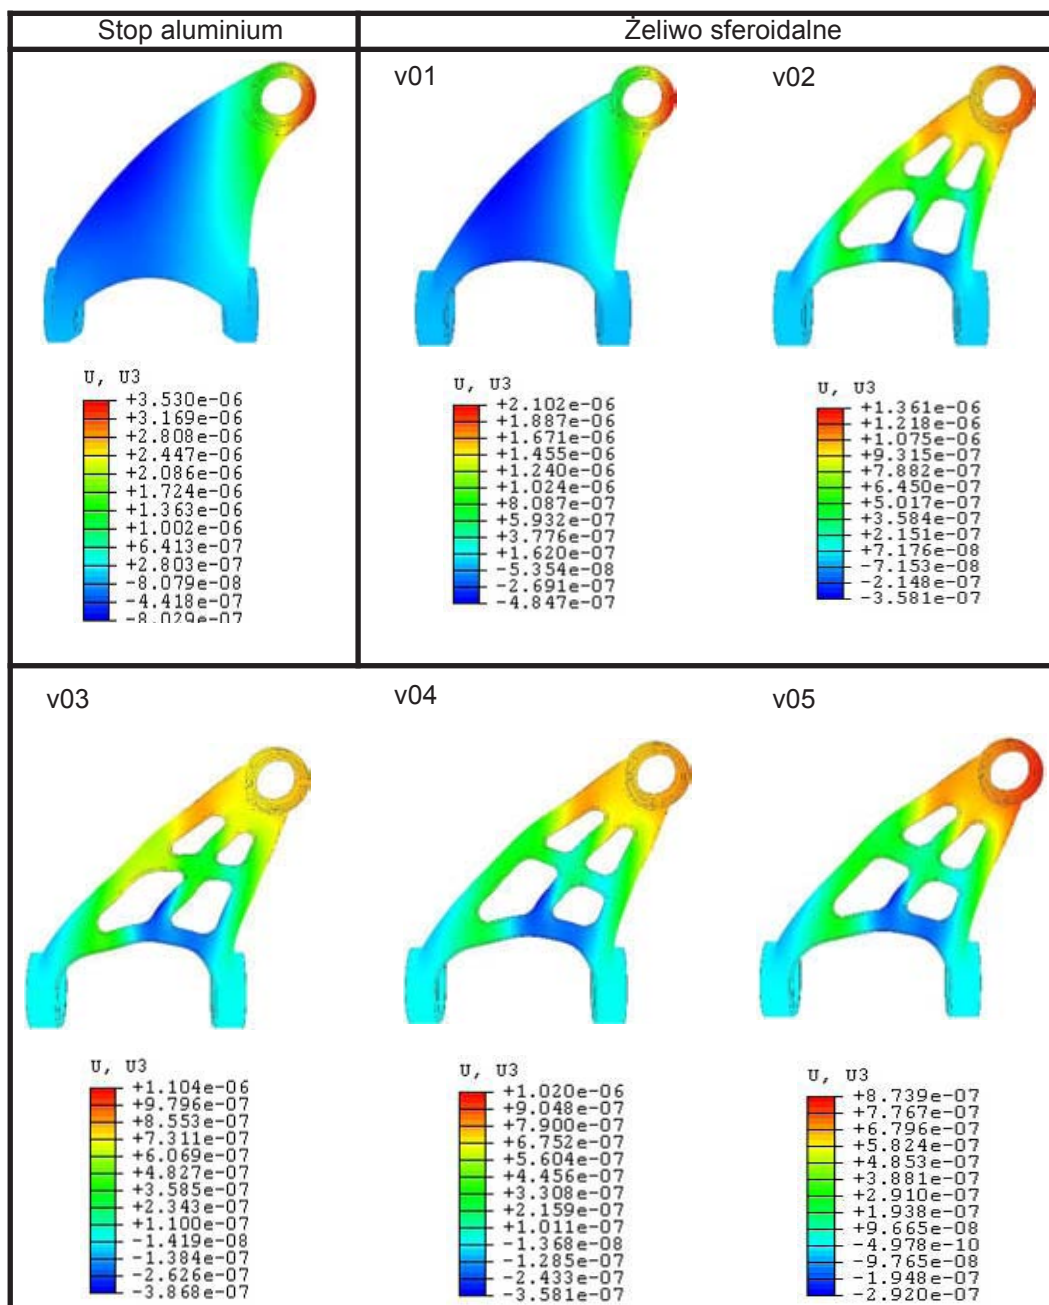 Stop aluminium
Żeliwo sferoidalne
v01
v02
U, U3
+3.530e-06
+3.169e-06
+2.808e-06
+2.447e-06
+2.086e-06
+1.724e-06
+1.363e-06
+1.002e-06
+6.413e-07
+2.803e-07
-8.079e-08
-4.418e-07
-8.029e-07
U, U3
+2.102e-06
+1.887e-06
+1.671e-06
+1.455e-06
+1.240e-06
+1.024e-06
+8.087e-07
+5.932e-07
+3.776e-07
+1.620e-07
-5.354e-08
-2.691e-07
-4.847e-07
U, U3
+1.361e-06
+1.218e-06
+1.075e-06
+9.315e-07
+7.882e-07
+6.450e-07
+5.017e-07
+3.584e-07
+2.151e-07
+7.176e-08
-7.153e-08
-2.148e-07
-3.581e-07
v03
v04
v05
U, U3
+1.104e-06
+9.796e-07
+8.553e-07
+7.311e-07
+6.069e-07
+4.827e-07
+3.585e-07
+2.343e-07
+1.100e-07
-1.419e-08
-1.384e-07
-2.626e-07
-3.868e-07
U, U3
+1.020e-06
+9.048e-07
+7.900e-07
+6.752e-07
+5.604e-07
+4.456e-07
+3.308e-07
+2.159e-07
+1.011e-07
-1.368e-08
-1.285e-07
-2.433e-07
-3.581e-07
U, U3
+8.739e-07
+7.767e-07
+6.796e-07
+5.824e-07
+4.853e-07
+3.881e-07
+2.910e-07
+1.938e-07
+9.665e-08
-4.978e-10
-9.765e-08
-1.948e-07
-2.920e-07